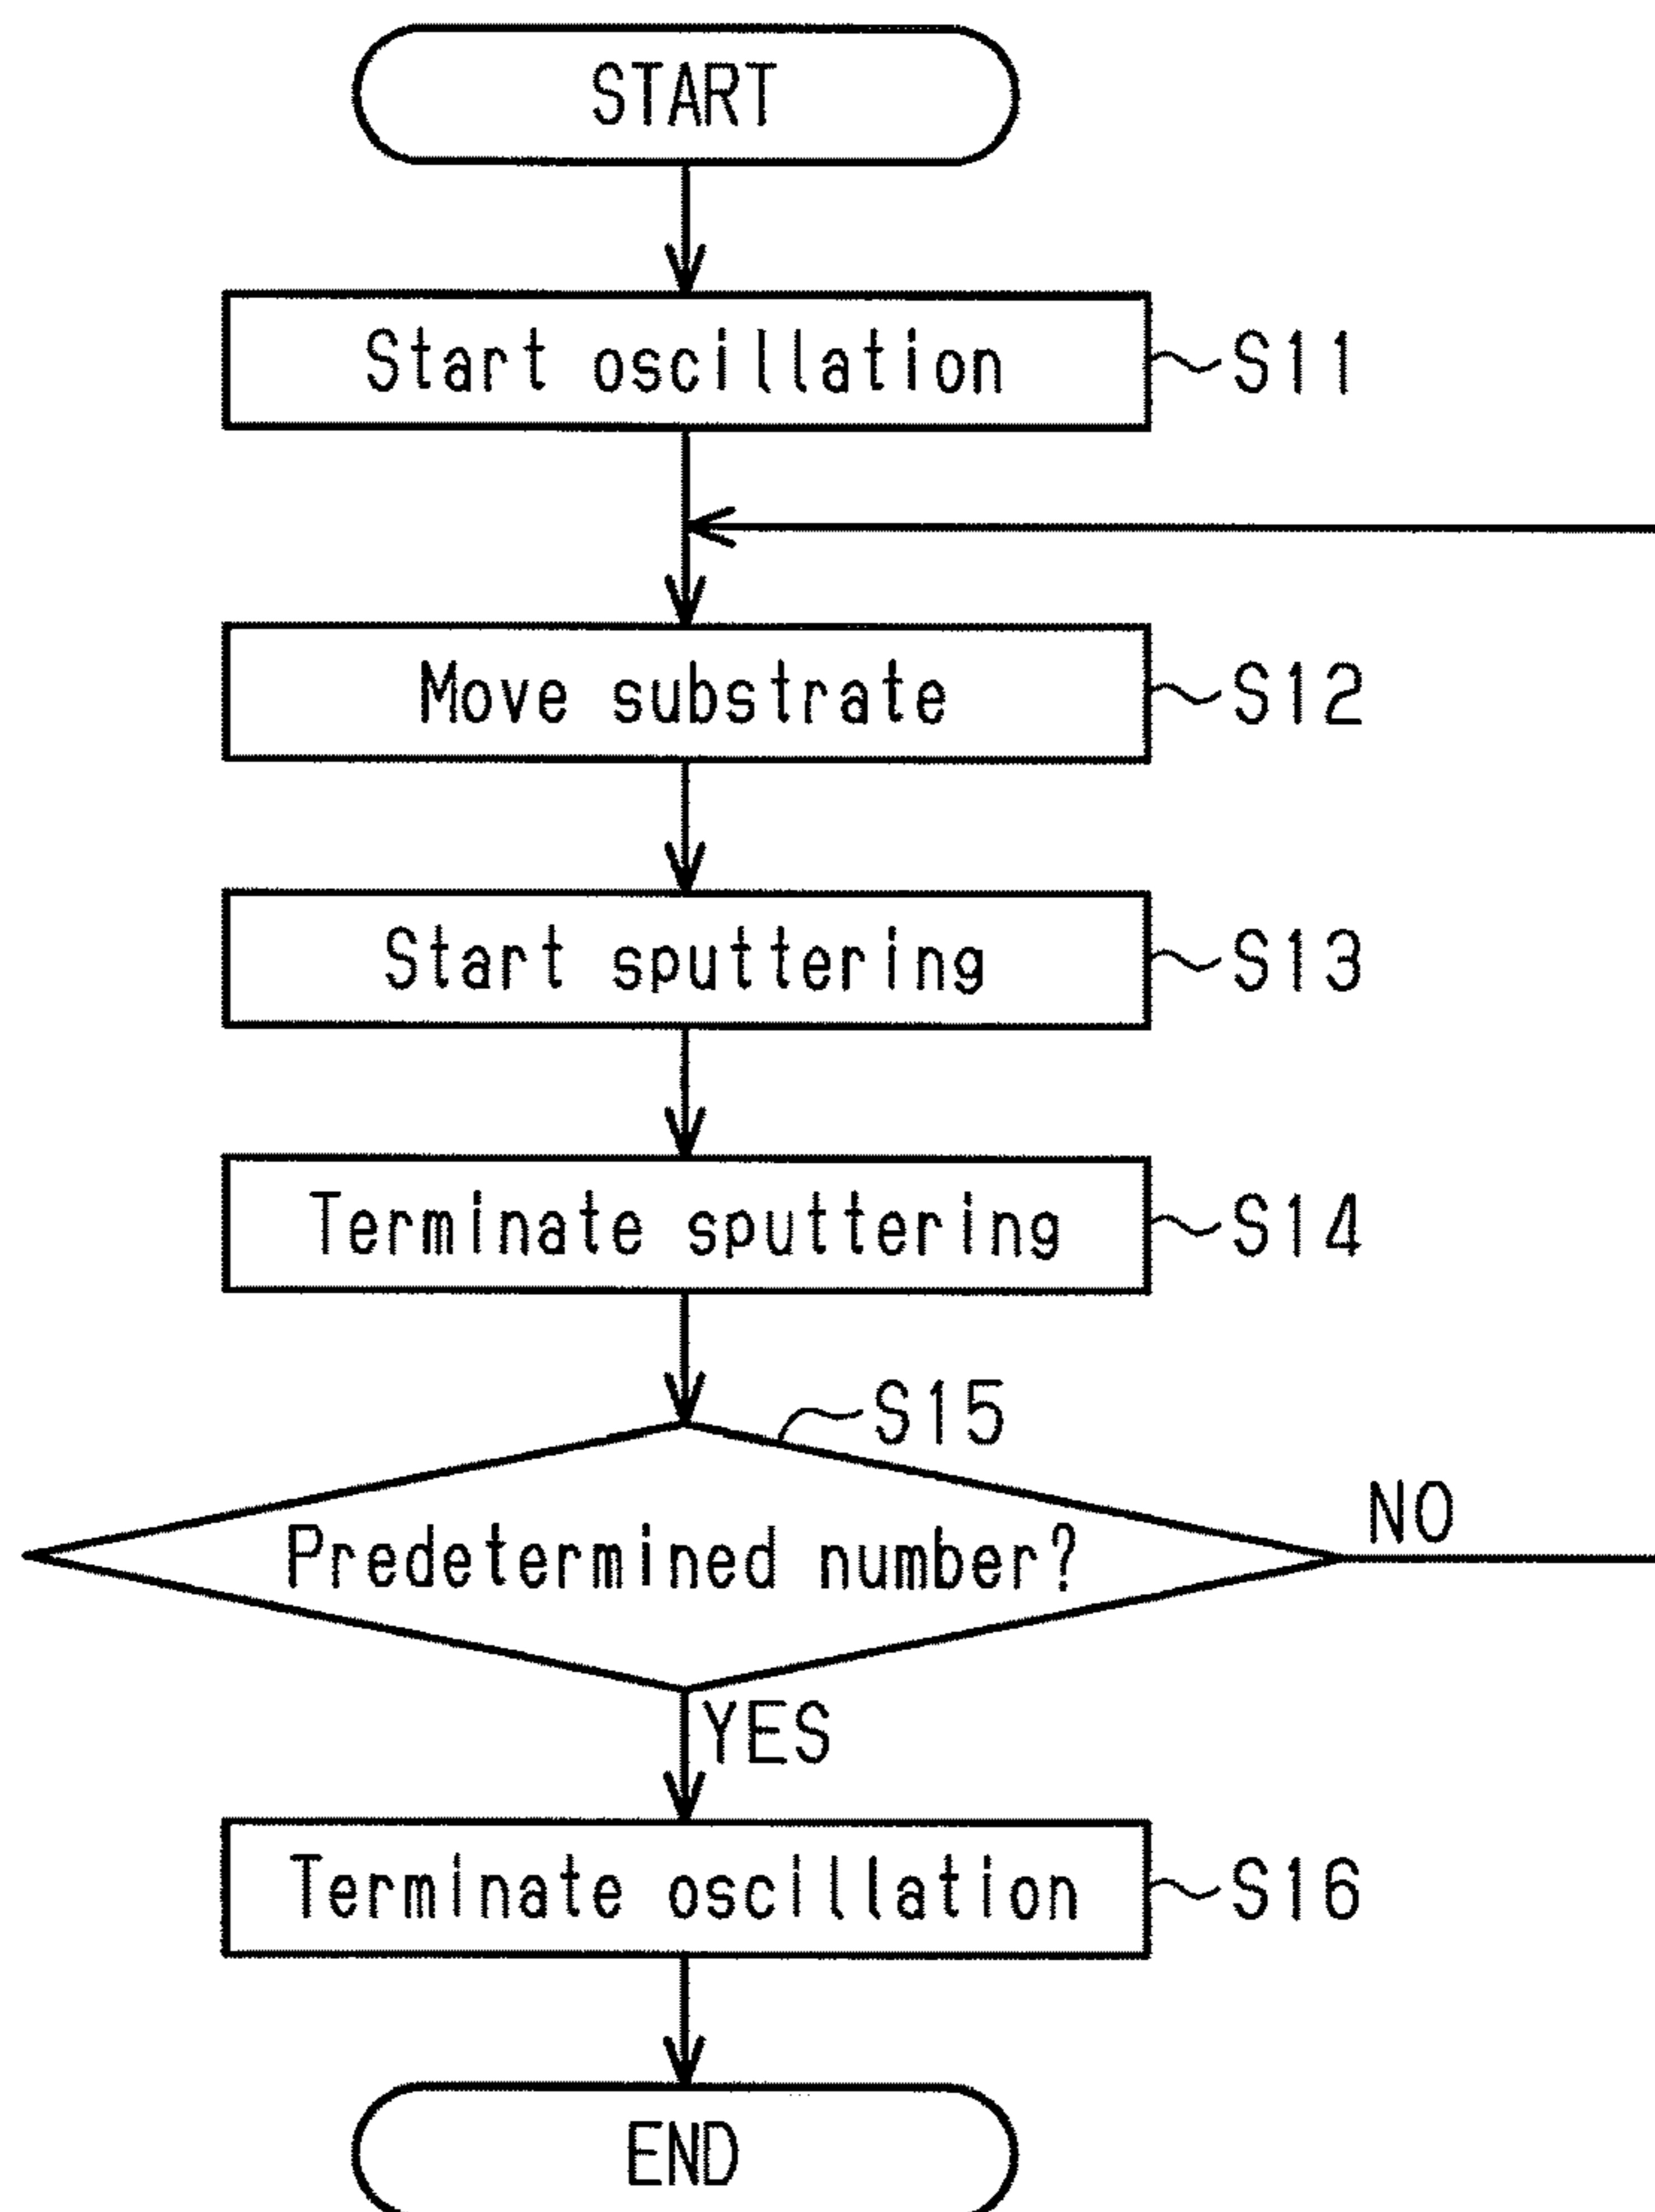 START
Start oscillation
S11
Move substrate
S12
Start sputtering
S13
Terminate sputtering
S14
S15
Predetermined number?
NO
YES
Terminate oscillation
S16
END